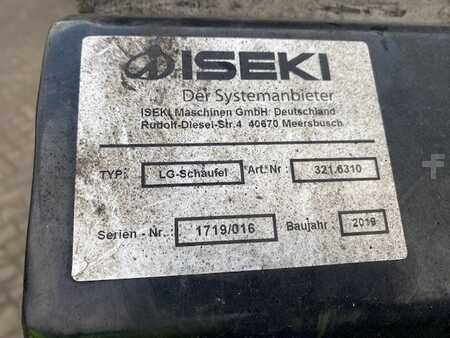 ISEKI
Der Systemanbieter
ISEKI Maschinen GmbH Deutschland
Rudolf-Diesel-Str.4 40670 Meersbusch
TYP: LG-Schaufel Art.Nr : 321.6310
Serien - Nr. : 1719/016 Baujahr : 2019